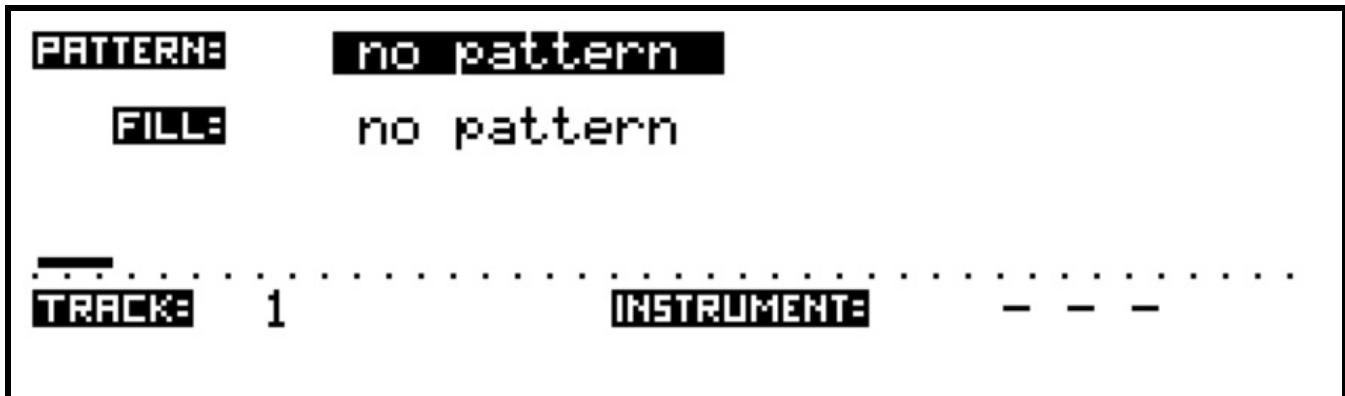 PATTERN: no pattern
FILL: no pattern
TRACK: 1 INSTRUMENT: - - -